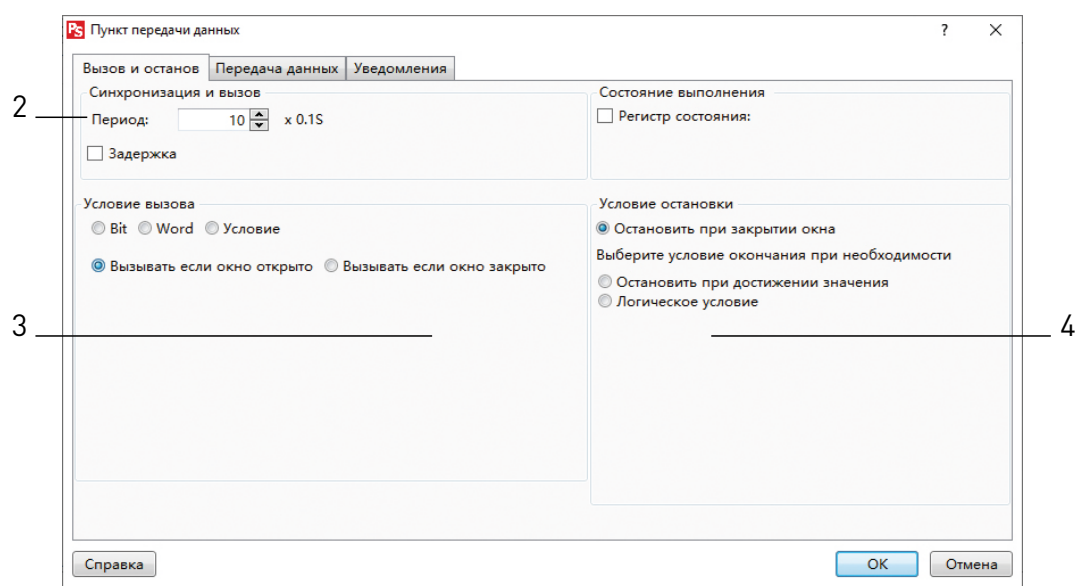 PS Пункт передачи данных ?
Вызов и останов Передача данных Уведомления
Синхронизация и вызов
2 Период: 10 x 0.1S
Задержка
Состояние выполнения
Регистр состояния:
Условие вызова
Bit Word Условие
Вызывать если окно открыто Вызывать если окно закрыто
3
Условие остановки
Остановить при закрытии окна
Выберите условие окончания при необходимости
Остановить при достижении значения
Логическое условие
4
Справка OK Отмена